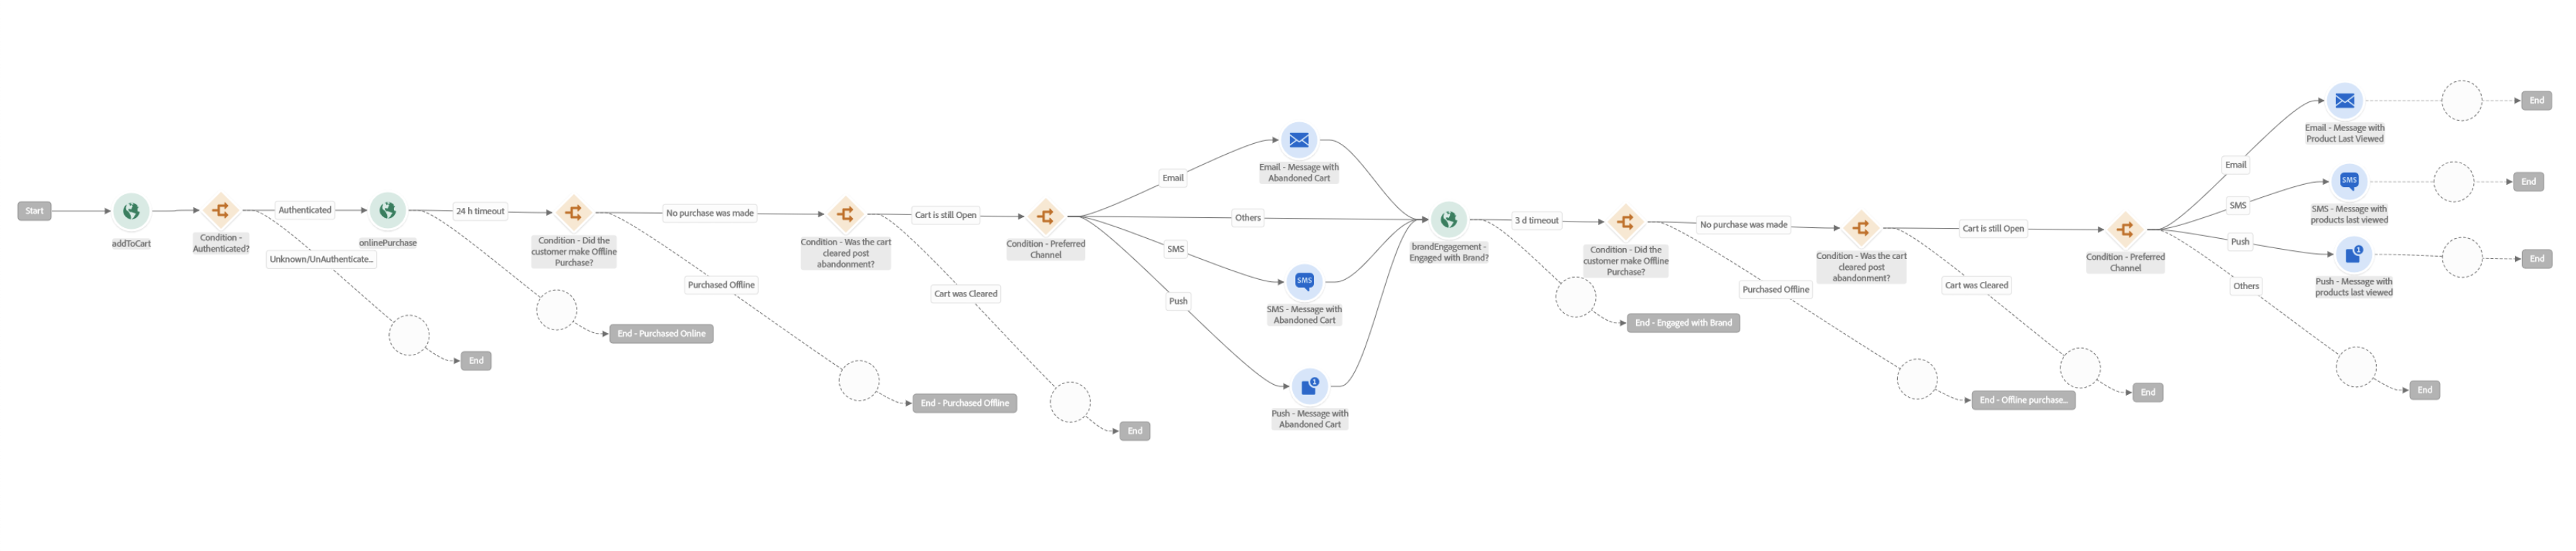 Start
addToCart
Condition -
Authenticated?
Authenticated
Unknown/UnAuthenticate...
End
onlinePurchase
24 h timeout
End - Purchased Online
Condition - Did the
customer make Offline
Purchase?
No purchase was made
Purchased Offline
End - Purchased Offline
Condition - Was the cart
cleared post
abandonment?
Cart is still Open
Cart was Cleared
End
Condition - Preferred
Channel
Email
Others
SMS
Push
Email - Message with
Abandoned Cart
SMS
SMS - Message with
Abandoned Cart
1
Push - Message with
Abandoned Cart
brandEngagement -
Engaged with Brand?
3 d timeout
End - Engaged with Brand
Condition - Did the
customer make Offline
Purchase?
No purchase was made
Purchased Offline
End - Offline purchase...
Condition - Was the cart
cleared post
abandonment?
Cart is still Open
Cart was Cleared
End
Condition - Preferred
Channel
Email
SMS
Push
Others
Email - Message with
Product Last Viewed
End
SMS
SMS - Message with
products last viewed
End
1
Push - Message with
products last viewed
End
End